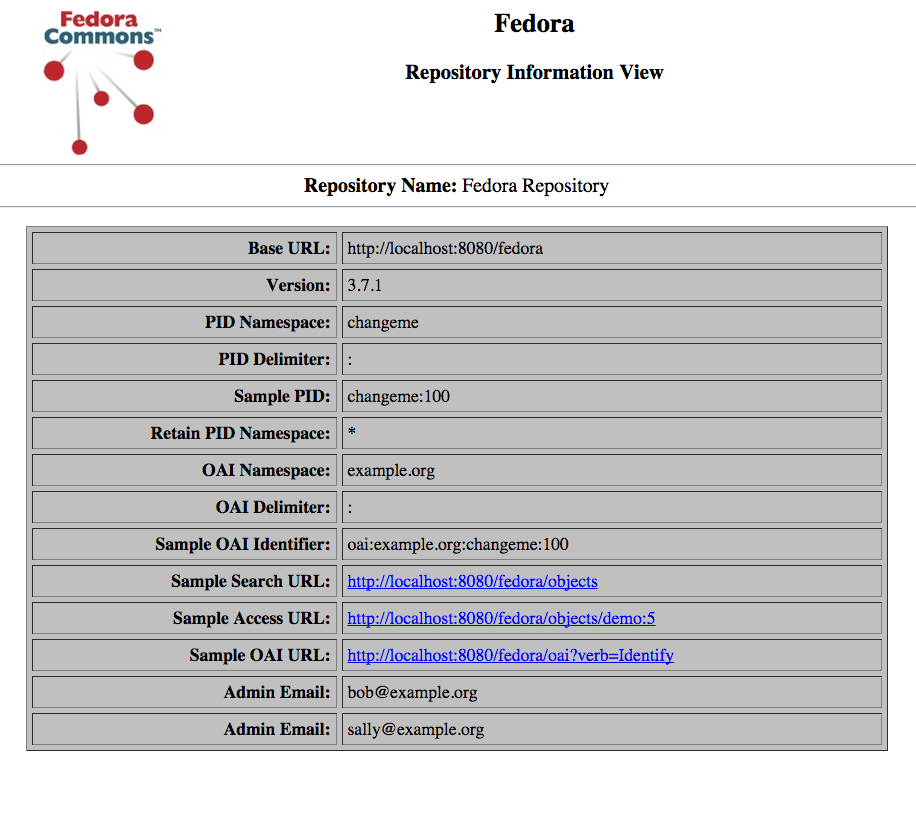 Fedora
Commons™
Fedora
Repository Information View
Repository Name: Fedora Repository
Base URL: http://localhost:8080/fedora
Version: 3.7.1
PID Namespace: changeme
PID Delimiter: :
Sample PID: changeme:100
Retain PID Namespace: *
OAI Namespace: example.org
OAI Delimiter: :
Sample OAI Identifier: oai:example.org:changeme:100
Sample Search URL: http://localhost:8080/fedora/objects
Sample Access URL: http://localhost:8080/fedora/objects/demo:5
Sample OAI URL: http://localhost:8080/fedora/oai?verb=Identify
Admin Email: bob@example.org
Admin Email: sally@example.org